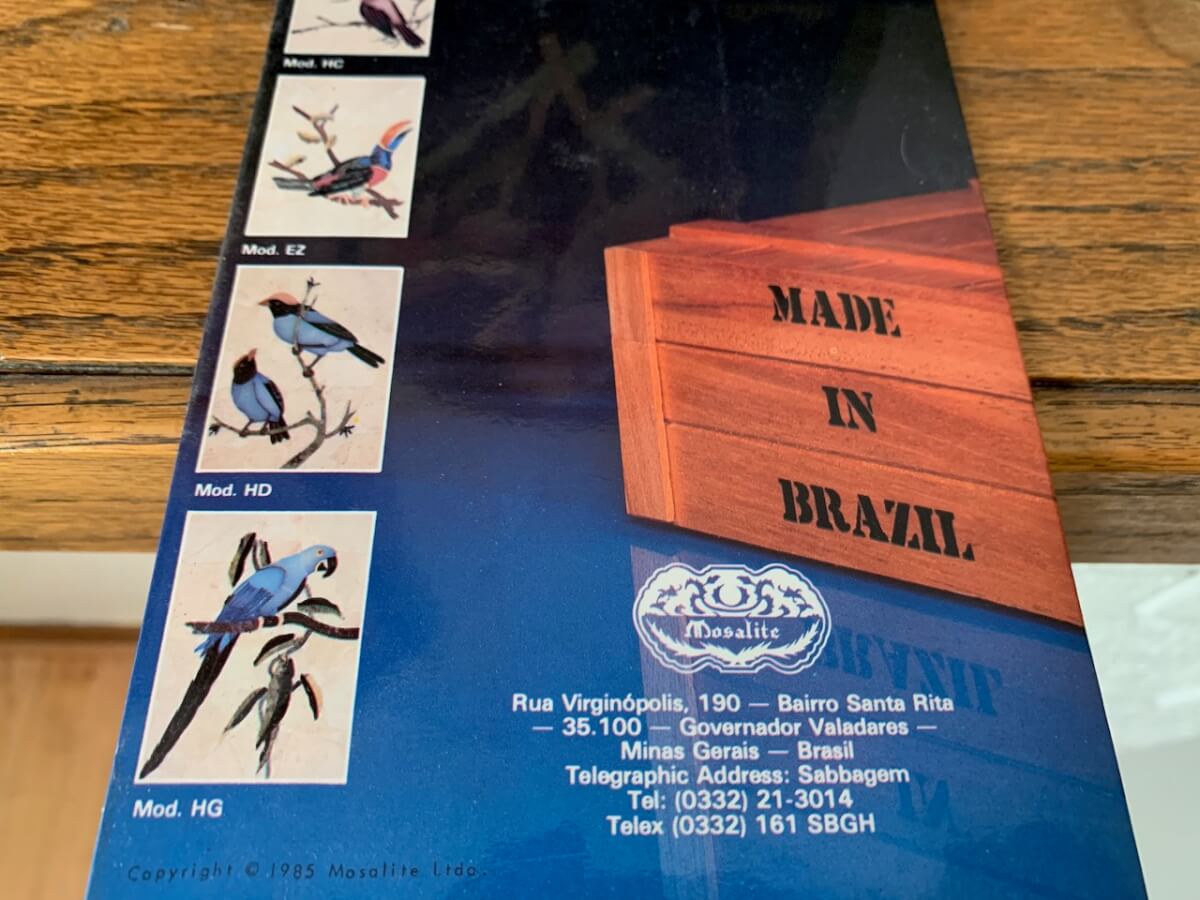 Mod. HC
Mod. EZ
Mod. HD
Mod. HG
MADE
IN
BRAZIL
Mosalite
Rua Virginópolis, 190 — Bairro Santa Rita
— 35.100 — Governador Valadares —
Minas Gerais — Brasil
Telegraphic Address: Sabbagem
Tel: (0332) 21-3014
Telex (0332) 161 SBGH
Copyright © 1985 Mosalite Ltda.